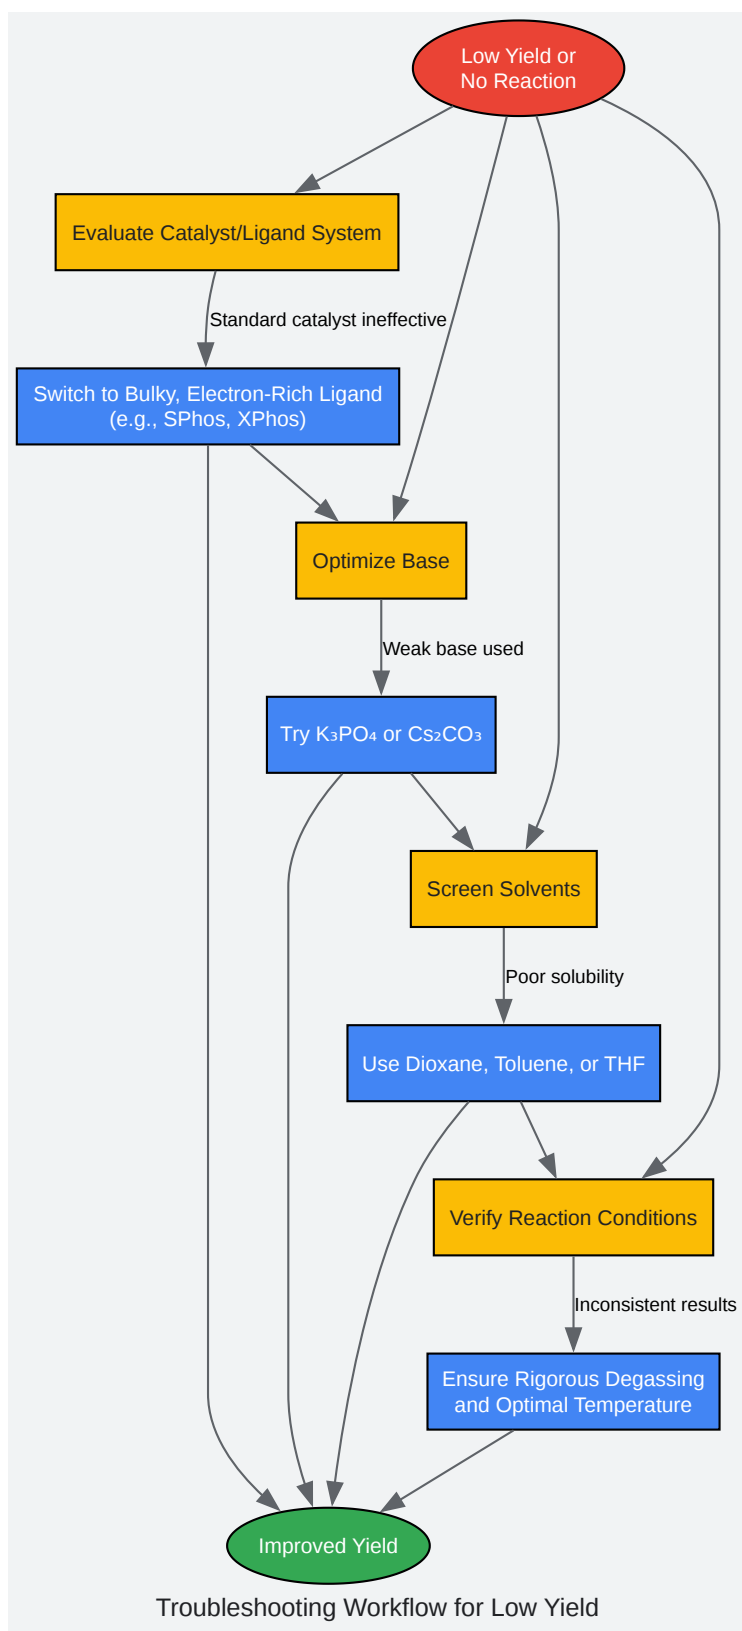 Low Yield or
No Reaction
Evaluate Catalyst/Ligand System
Standard catalyst ineffective
Switch to Bulky, Electron-Rich Ligand
(e.g., SPhos, XPhos)
Optimize Base
Weak base used
Try K₃PO₄ or Cs₂CO₃
Screen Solvents
Poor solubility
Use Dioxane, Toluene, or THF
Verify Reaction Conditions
Inconsistent results
Ensure Rigorous Degassing
and Optimal Temperature
Improved Yield
Troubleshooting Workflow for Low Yield